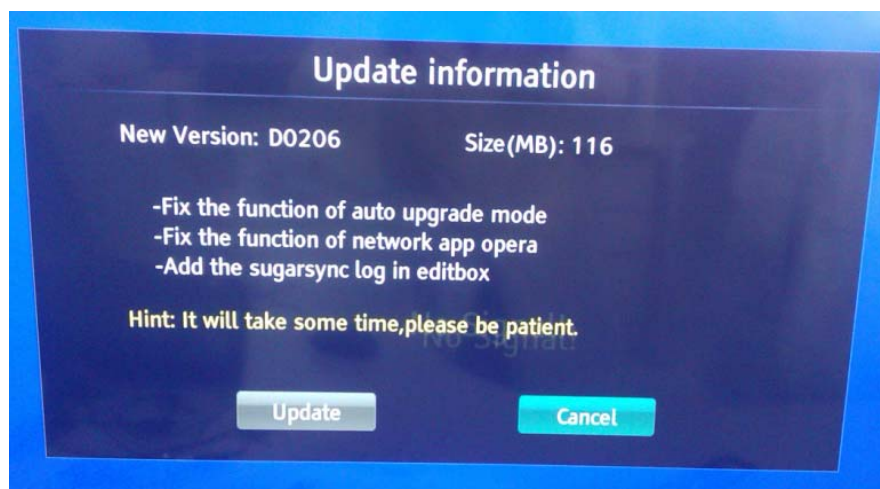 Update information
New Version: D0206 Size(MB): 116
-Fix the function of auto upgrade mode
-Fix the function of network app opera
-Add the sugarsync log in editbox
Hint: It will take some time,please be patient.
No Signal!
Update Cancel